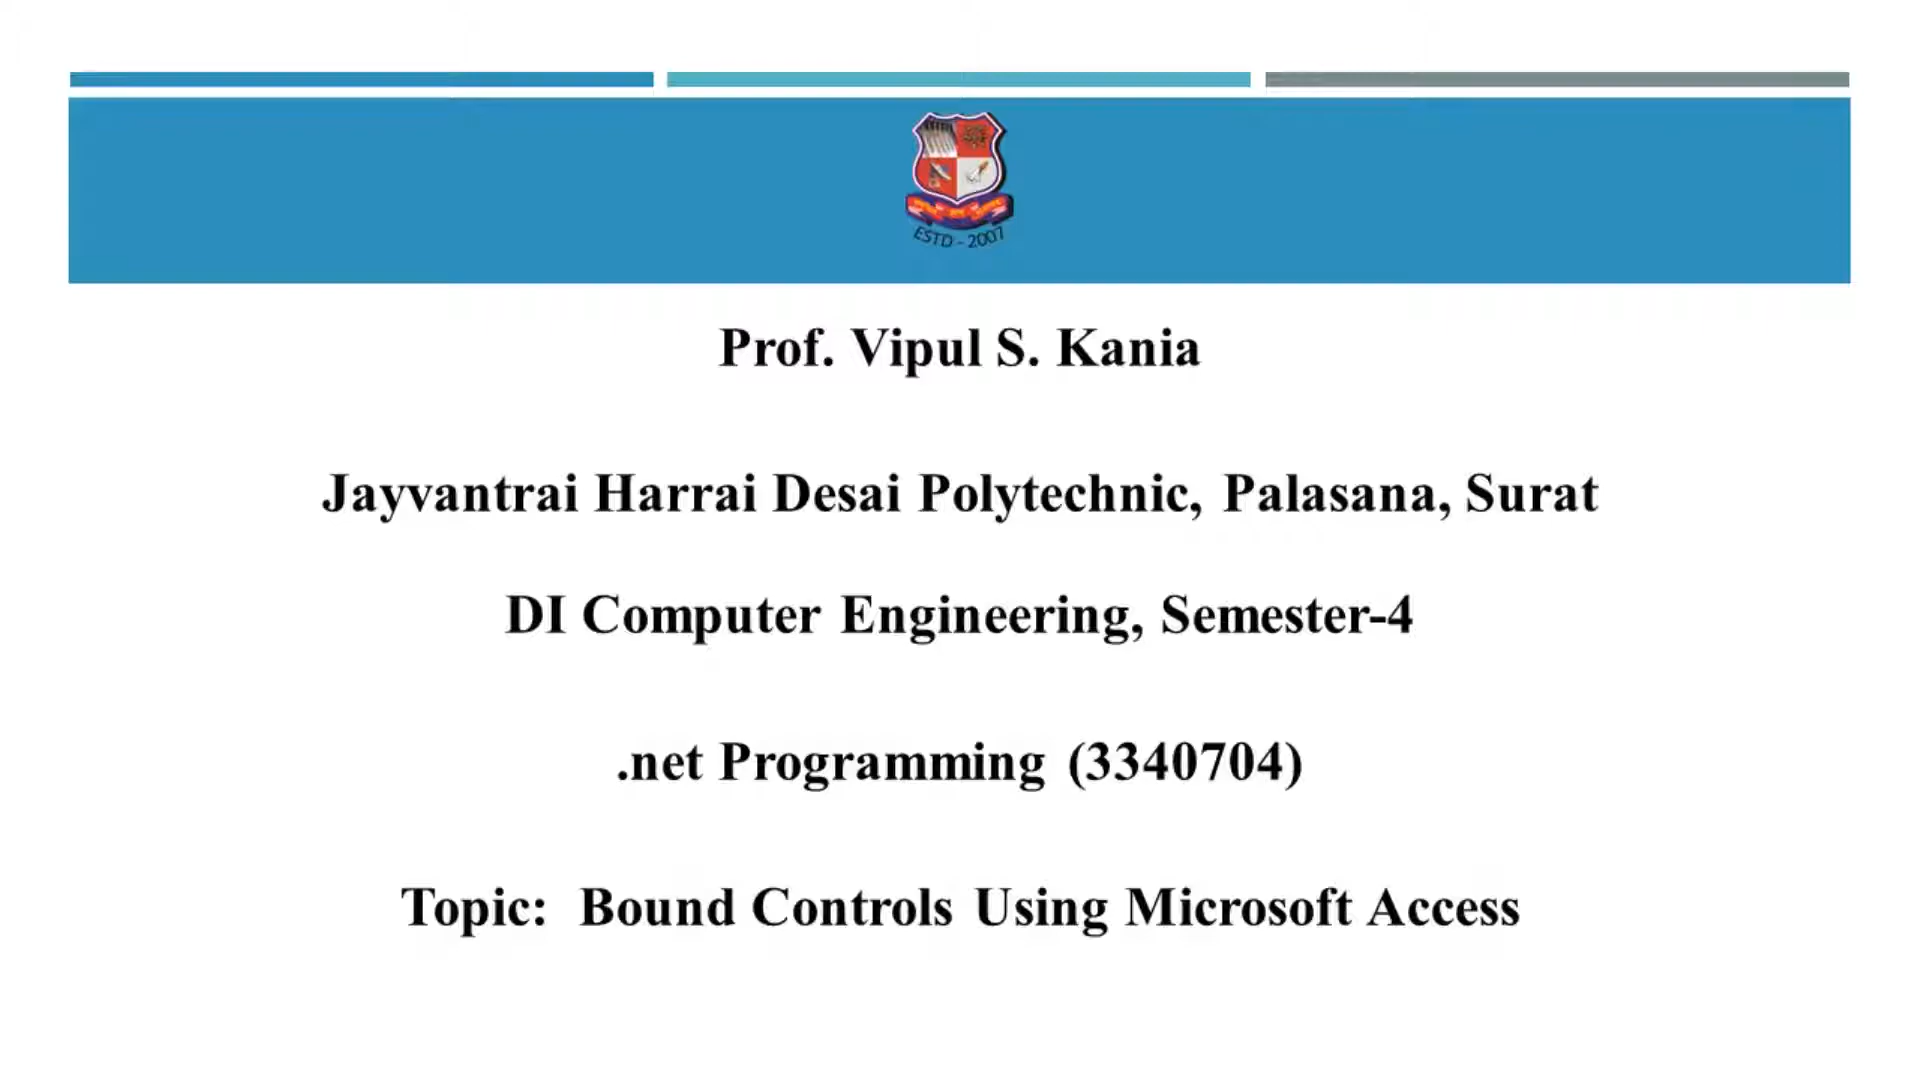 ESTD - 2007
Prof. Vipul S. Kania
Jayvantrai Harrai Desai Polytechnic, Palasana, Surat
DI Computer Engineering, Semester-4
.net Programming (3340704)
Topic: Bound Controls Using Microsoft Access